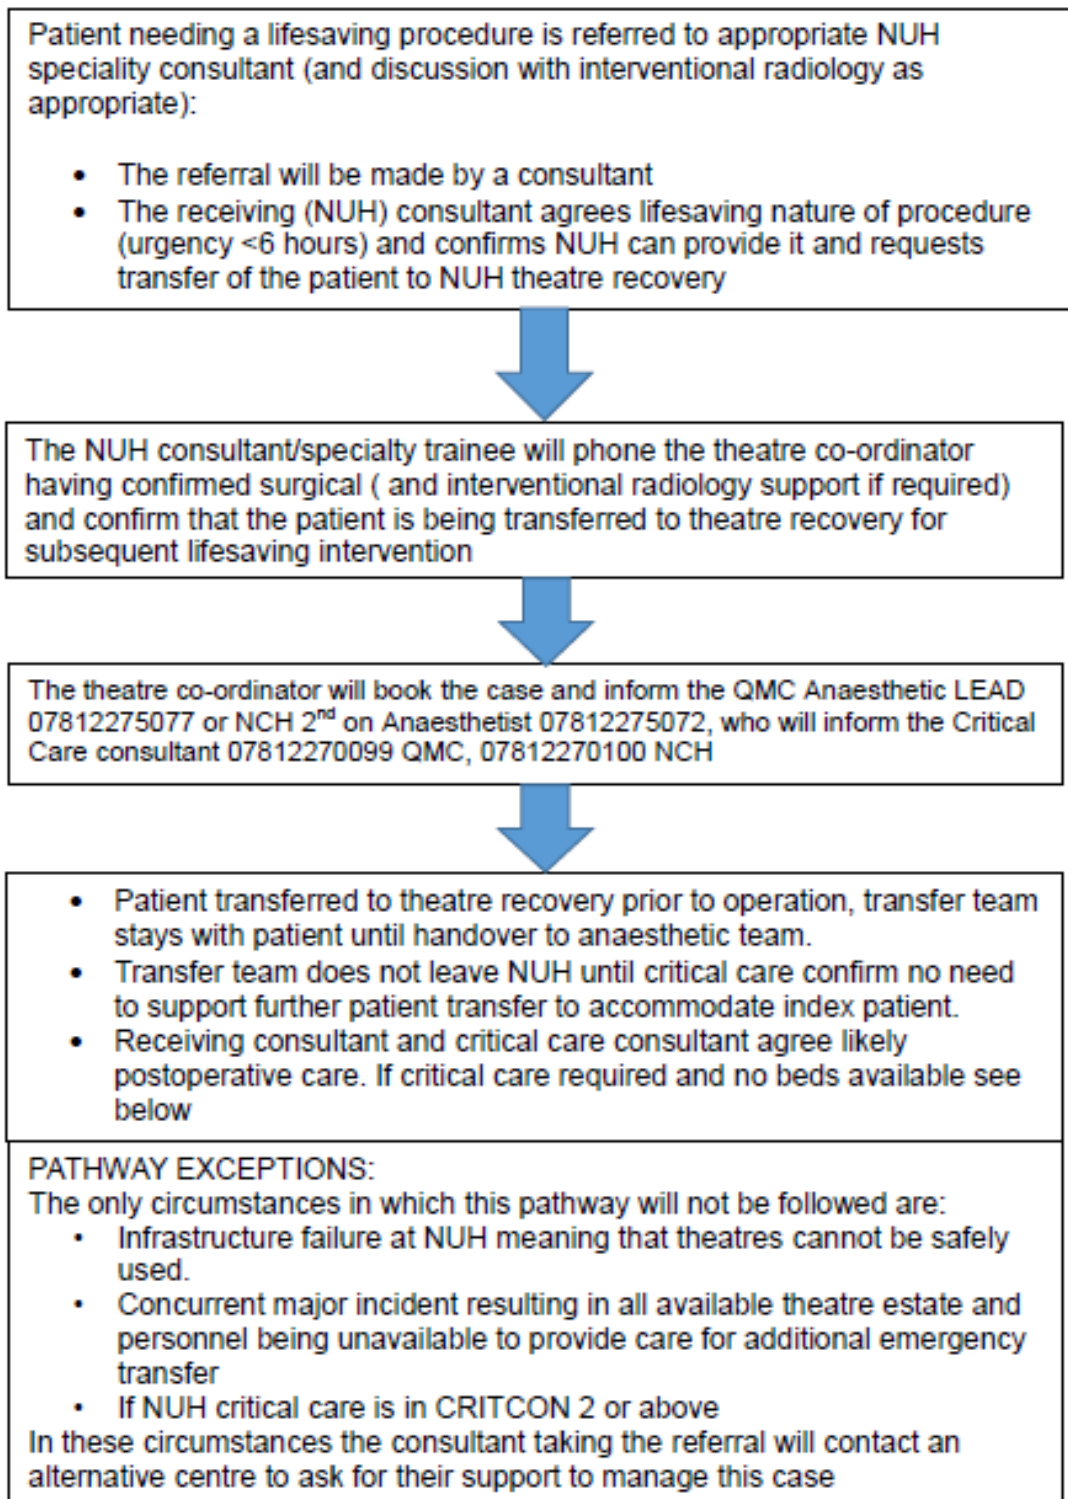 Patient needing a lifesaving procedure is referred to appropriate NUH
speciality consultant (and discussion with interventional radiology as
appropriate):
• The referral will be made by a consultant
• The receiving (NUH) consultant agrees lifesaving nature of procedure
(urgency <6 hours) and confirms NUH can provide it and requests
transfer of the patient to NUH theatre recovery
The NUH consultant/specialty trainee will phone the theatre co-ordinator
having confirmed surgical ( and interventional radiology support if required)
and confirm that the patient is being transferred to theatre recovery for
subsequent lifesaving intervention
The theatre co-ordinator will book the case and inform the QMC Anaesthetic LEAD
07812275077 or NCH 2nd on Anaesthetist 07812275072, who will inform the Critical
Care consultant 07812270099 QMC, 07812270100 NCH
• Patient transferred to theatre recovery prior to operation, transfer team
stays with patient until handover to anaesthetic team.
• Transfer team does not leave NUH until critical care confirm no need
to support further patient transfer to accommodate index patient.
• Receiving consultant and critical care consultant agree likely
postoperative care. If critical care required and no beds available see
below
PATHWAY EXCEPTIONS:
The only circumstances in which this pathway will not be followed are:
• Infrastructure failure at NUH meaning that theatres cannot be safely
used.
• Concurrent major incident resulting in all available theatre estate and
personnel being unavailable to provide care for additional emergency
transfer
• If NUH critical care is in CRITCON 2 or above
In these circumstances the consultant taking the referral will contact an
alternative centre to ask for their support to manage this case